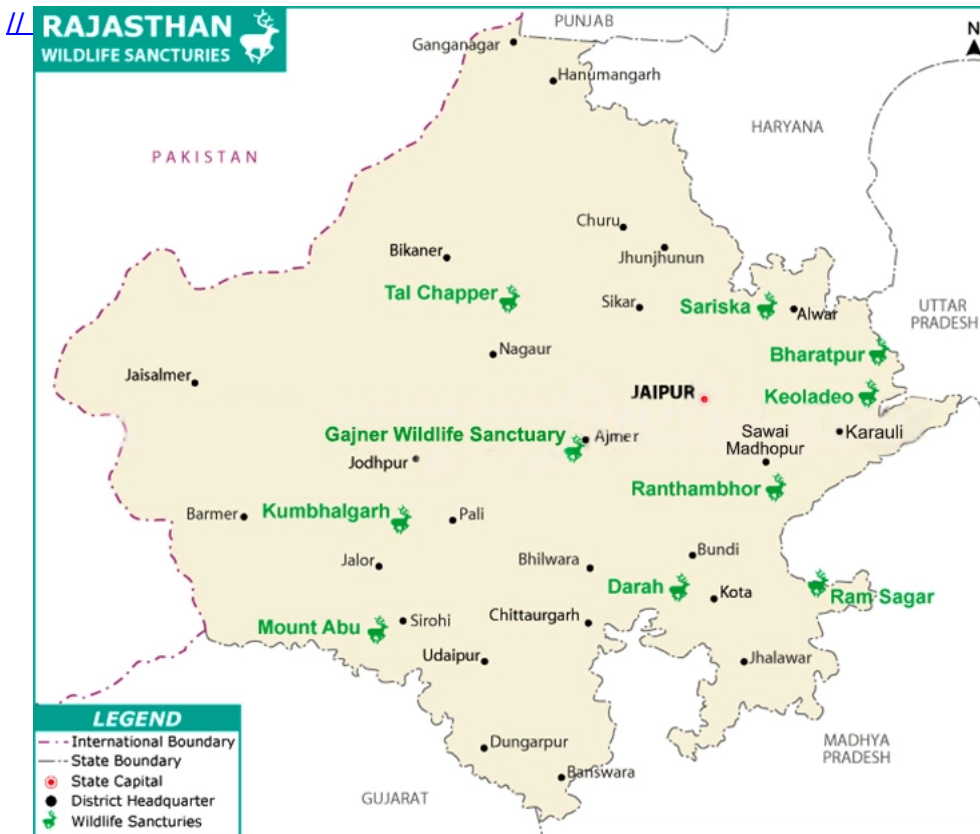 //
RAJASTHAN
WILDLIFE SANCTURIES
PUNJAB
N
Ganganagar
Hanumangarh
HARYANA
PAKISTAN
Churu
Jhunjhunun
Bikaner
Tal Chapper
Sikar
Sariska
Alwar
UTTAR
PRADESH
Nagaur
Bharatpur
Jaisalmer
JAIPUR
Keoladeo
Gajner Wildlife Sanctuary
Ajmer
Sawai
Madhopur
Karauli
Jodhpur
Ranthambhor
Barmer
Kumbhalgarh
Pali
Jalor
Bhilwara
Bundi
Darah
Kota
Ram Sagar
Mount Abu
Sirohi
Chittaurgarh
Udaipur
Jhalawar
LEGEND
International Boundary
State Boundary
State Capital
District Headquarter
Wildlife Sancturies
Dungarpur
Banswara
MADHYA
PRADESH
GUJARAT